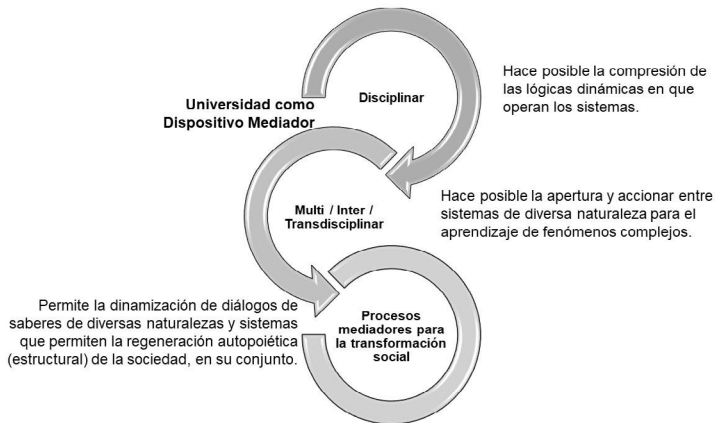 Universidad como
Dispositivo Mediador
Disciplinar
Hace posible la compresión de
las lógicas dinámicas en que
operan los sistemas.
Multi / Inter /
Transdisciplinar
Hace posible la apertura y accionar entre
sistemas de diversa naturaleza para el
aprendizaje de fenómenos complejos.
Permite la dinamización de diálogos de
saberes de diversas naturalezas y sistemas
que permiten la regeneración autopoiética
(estructural) de la sociedad, en su conjunto.
Procesos
mediadores para
la transformación
social